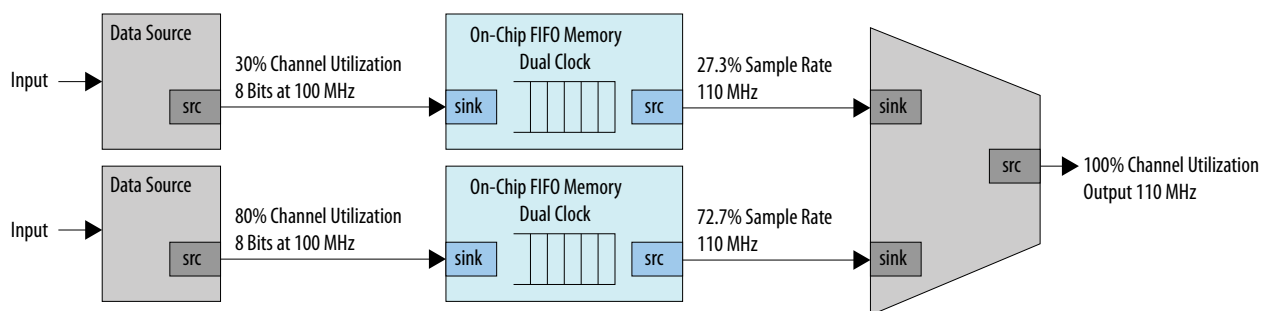 Data Source
Input
src
30% Channel Utilization
8 Bits at 100 MHz
On-Chip FIFO Memory
Dual Clock
sink
src
27.3% Sample Rate
110 MHz
sink
Data Source
Input
src
80% Channel Utilization
8 Bits at 100 MHz
On-Chip FIFO Memory
Dual Clock
sink
src
72.7% Sample Rate
110 MHz
sink
src
100% Channel Utilization
Output 110 MHz